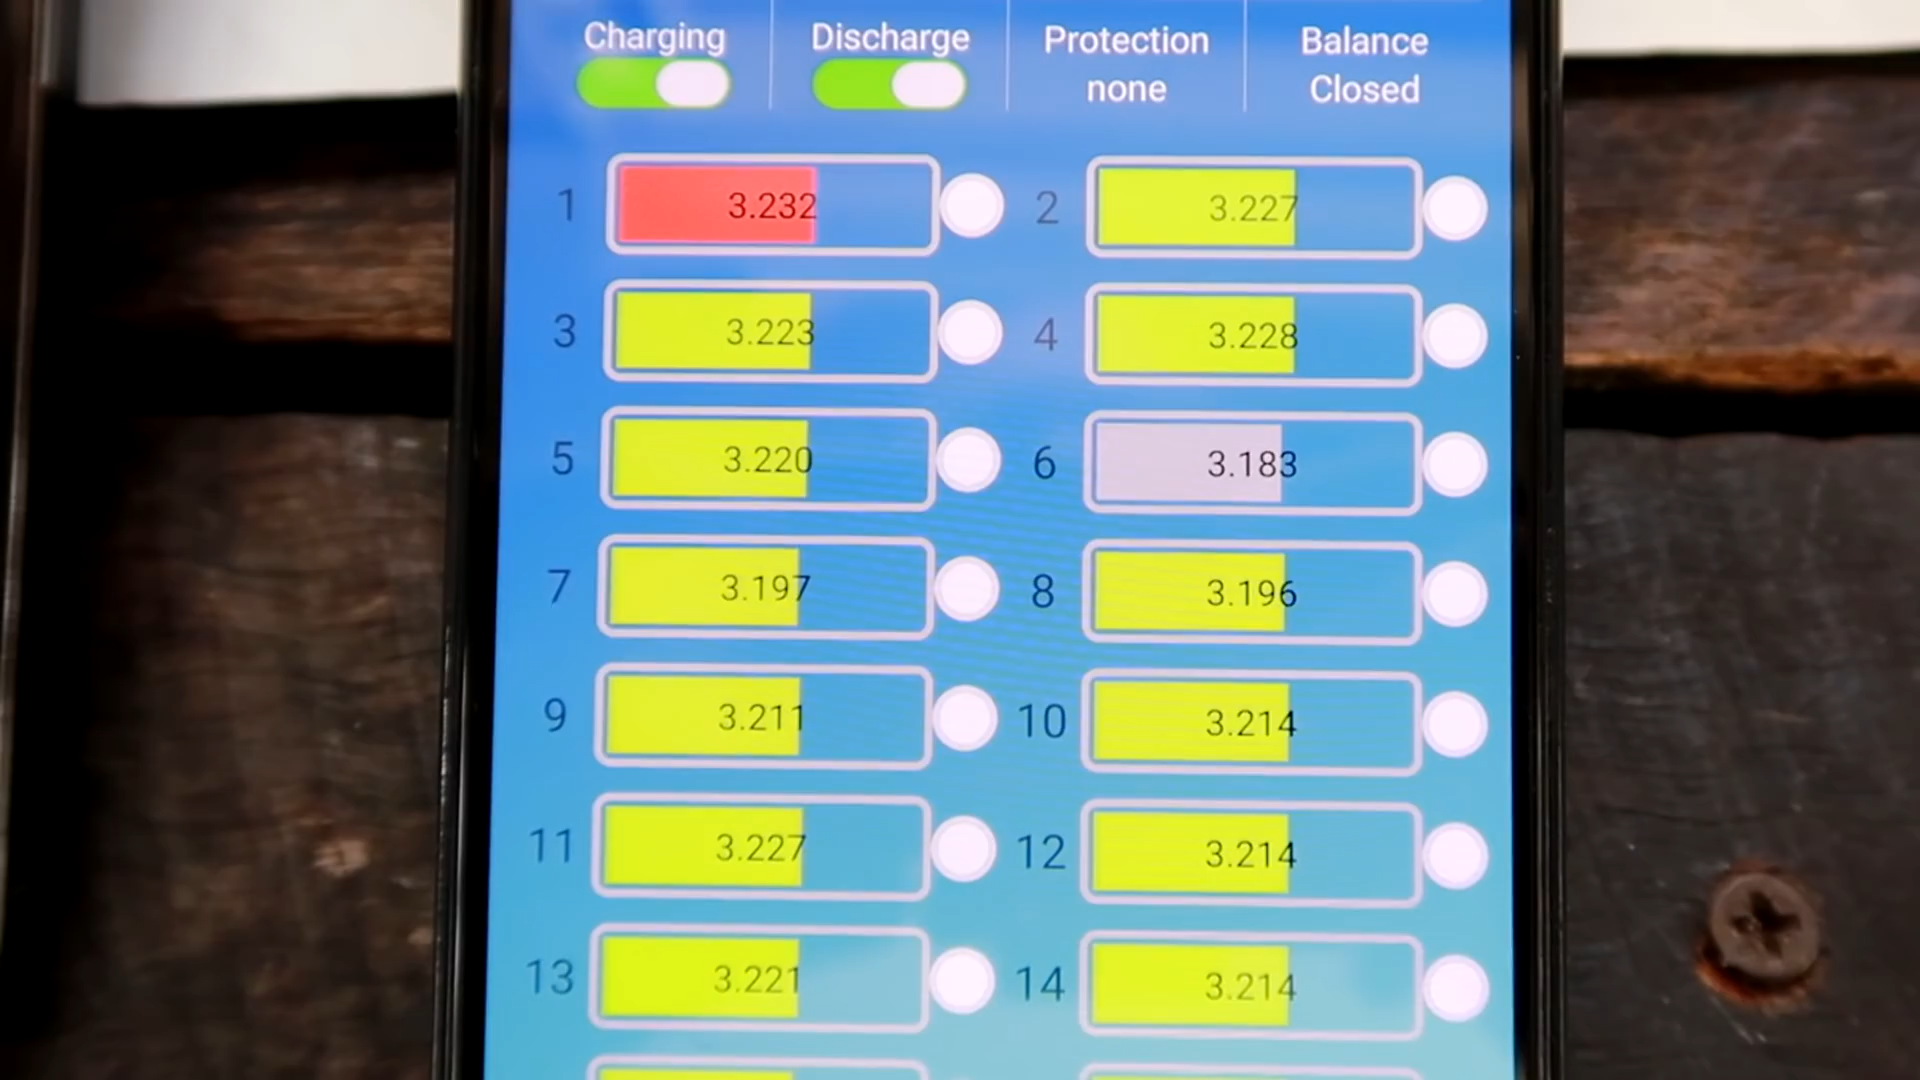 Charging Discharge Protection Balance
none Closed
1 3.232 2 3.227
3 3.223 4 3.228
5 3.220 6 3.183
7 3.197 8 3.196
9 3.211 10 3.214
11 3.227 12 3.214
13 3.221 14 3.214